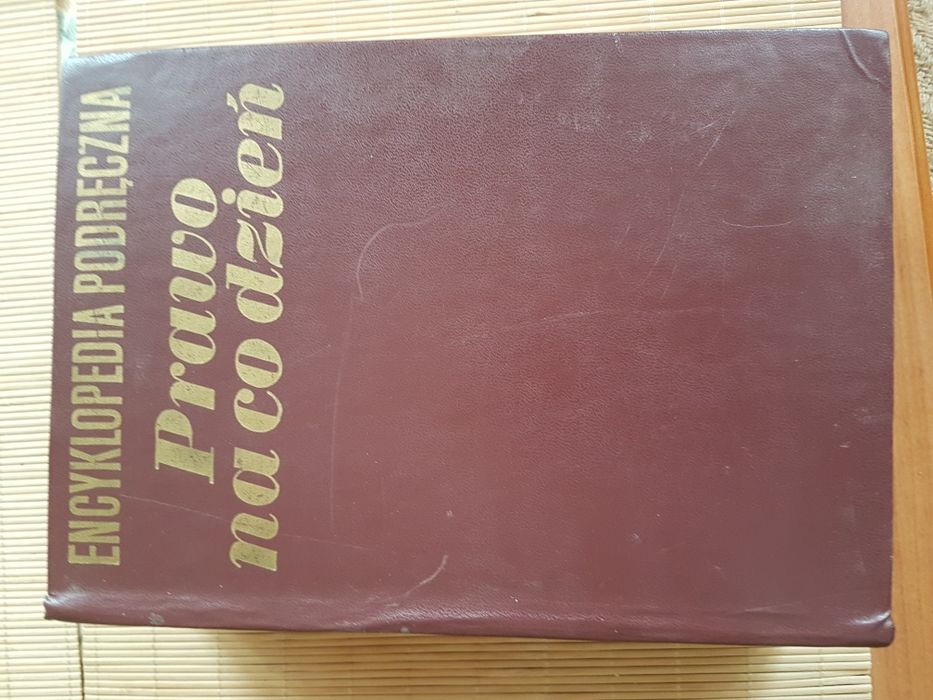 ENCYKLOPEDIA PODRĘCZNA
Prawo
na co dzień